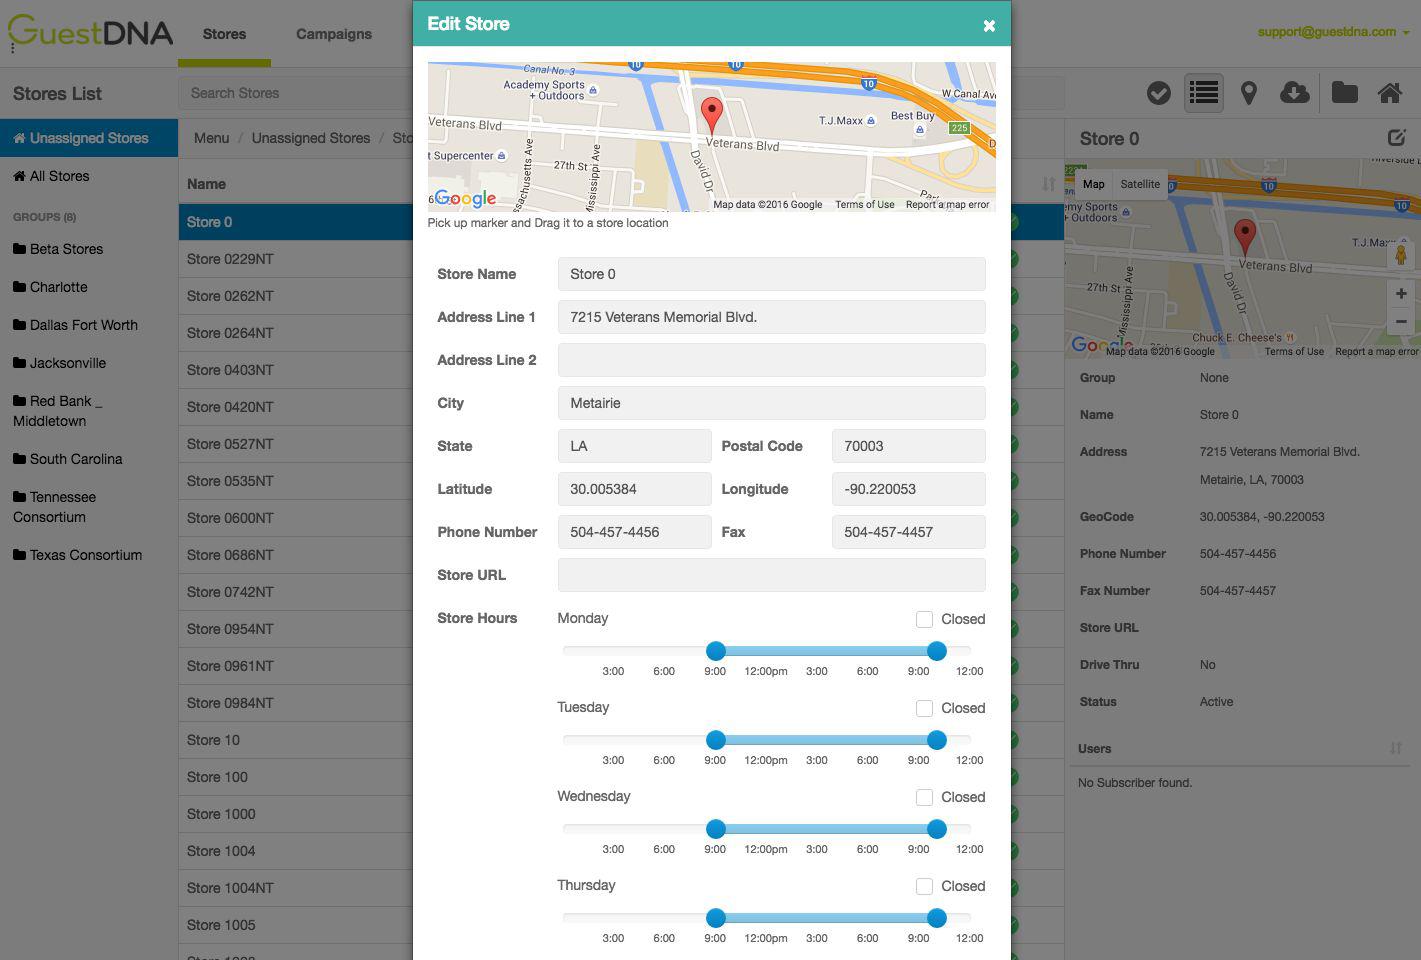 GuestDNA
Stores
Campaigns
support@guestdna.com
Stores List
Search Stores
Unassigned Stores
All Stores
GROUPS (8)
Beta Stores
Charlotte
Dallas Fort Worth
Jacksonville
Red Bank _
Middletown
South Carolina
Tennessee
Consortium
Texas Consortium
Menu / Unassigned Stores / Sto
Name
Store 0
Store 0229NT
Store 0262NT
Store 0264NT
Store 0403NT
Store 0420NT
Store 0527NT
Store 0535NT
Store 0600NT
Store 0686NT
Store 0742NT
Store 0954NT
Store 0961NT
Store 0984NT
Store 10
Store 100
Store 1000
Store 1004
Store 1004NT
Store 1005
Edit Store
Canal No. 3
10
10
10
Academy Sports
+ Outdoors
W Canal Av
T.J.Maxx
Best Buy
225
Veterans Blvd
Veterans Blvd
t Supercenter
27th St
ssachusetts Ave
Mississippi Ave
David Dr
Google
Map data ©2016 Google
Terms of Use
Report a map error
Pick up marker and Drag it to a store location
Store Name Store 0
Address Line 1 7215 Veterans Memorial Blvd.
Address Line 2
City Metairie
State LA Postal Code 70003
Latitude 30.005384 Longitude -90.220053
Phone Number 504-457-4456 Fax 504-457-4457
Store URL
Store Hours Monday Closed
3:00 6:00 9:00 12:00pm 3:00 6:00 9:00 12:00
Tuesday Closed
3:00 6:00 9:00 12:00pm 3:00 6:00 9:00 12:00
Wednesday Closed
3:00 6:00 9:00 12:00pm 3:00 6:00 9:00 12:00
Thursday Closed
3:00 6:00 9:00 12:00pm 3:00 6:00 9:00 12:00
Store 0
Map Satellite
10
10
10
my Sports
+ Outdoors
T.J.Ma
Veterans Blvd
27th St
Mississippi Ave
David Dr
Chuck E. Cheese's
Google
Map data ©2016 Google
Terms of Use
Report a map error
Group None
Name Store 0
Address 7215 Veterans Memorial Blvd.
Metairie, LA, 70003
GeoCode 30.005384, -90.220053
Phone Number 504-457-4456
Fax Number 504-457-4457
Store URL
Drive Thru No
Status Active
Users
No Subscriber found.